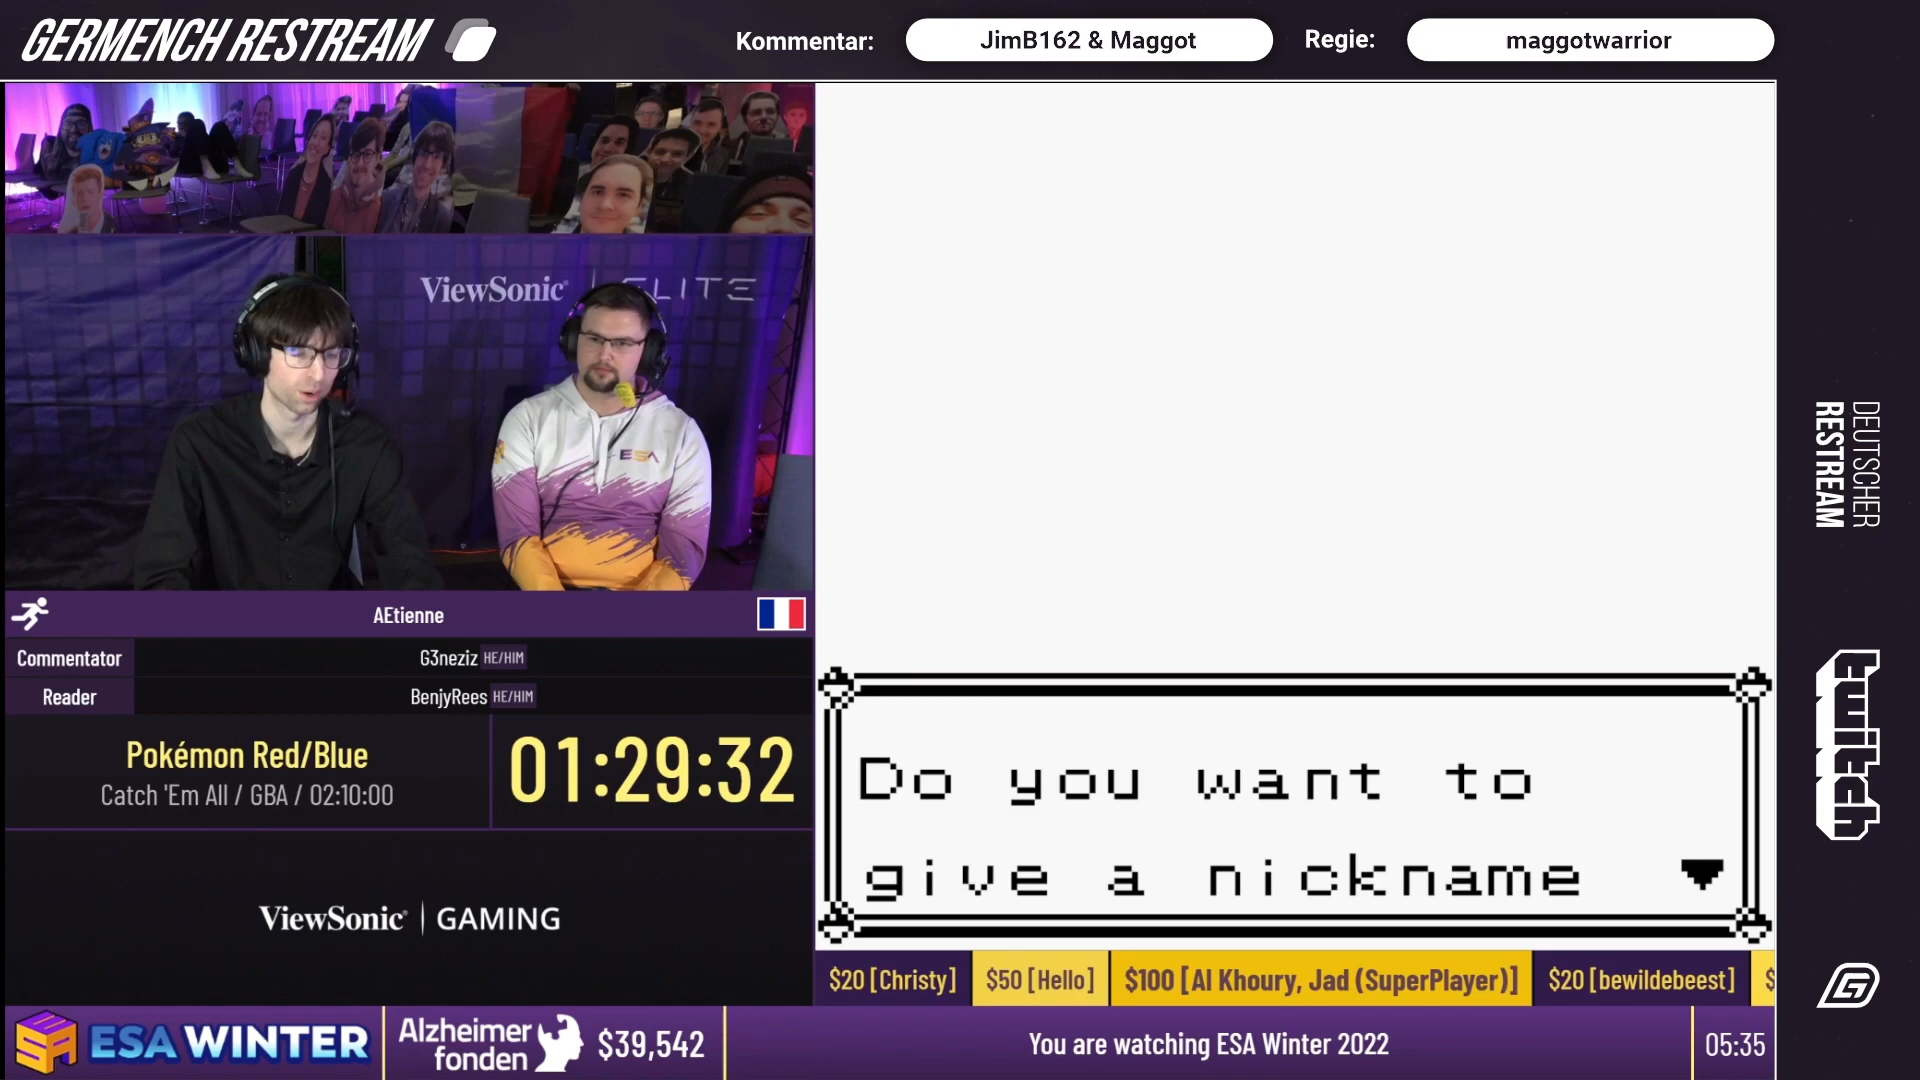 GERMENCH RESTREAM
Kommentar:
JimB162 & Maggot
Regie:
maggotwarrior
ViewSonic
ELITE
ESA
AEtienne
Commentator
G3neziz HE/HIM
Reader
BenjyRees HE/HIM
Pokémon Red/Blue
Catch 'Em All / GBA / 02:10:00
01:29:32
ViewSonic | GAMING
Do you want to
give a nickname
$20 [Christy]
$50 [Hello]
$100 [Al Khoury, Jad (SuperPlayer)]
$20 [bewildebeest]
$
ESA WINTER
Alzheimer
fonden
$39,542
You are watching ESA Winter 2022
05:35
DEUTSCHER
RESTREAM
twitch
G